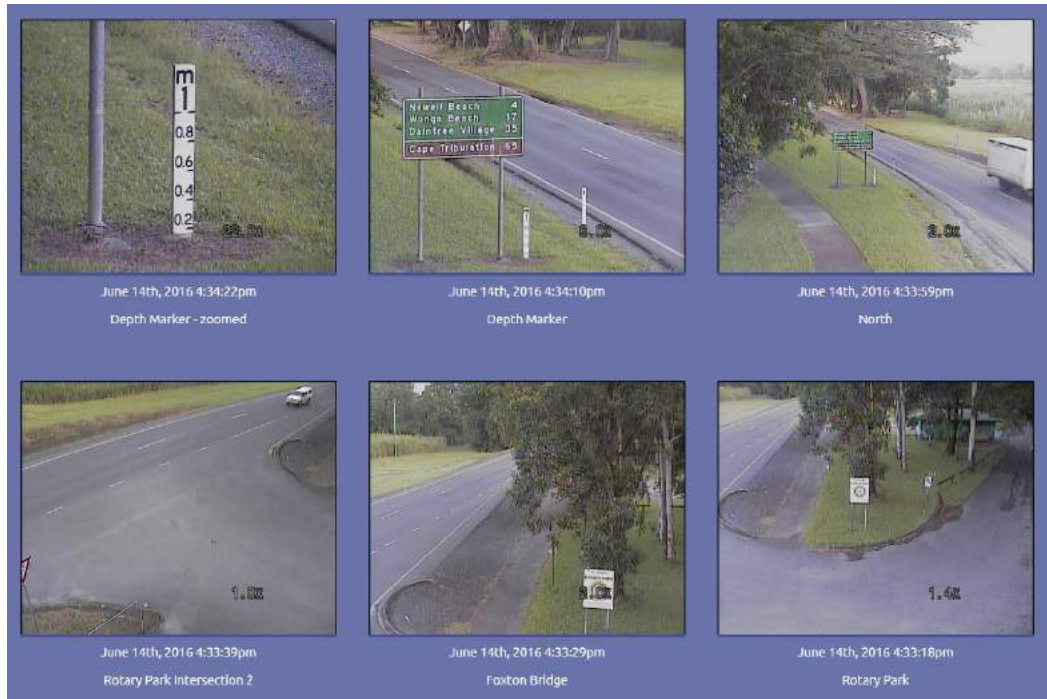 m
1
0.8
0.6
0.4
0.2
Newell Beach 4
Wonga Beach 17
Daintree Village 35
Cape Tribulation 65
6.0x
2.0x
June 14th, 2016 4:34:22pm
June 14th, 2016 4:34:10pm
June 14th, 2016 4:33:59pm
Depth Marker - zoomed
Depth Marker
North
1.0x
1.4x
June 14th, 2016 4:33:39pm
June 14th, 2016 4:33:29pm
June 14th, 2016 4:33:18pm
Rotary Park Intersection 2
Foxton Bridge
Rotary Park